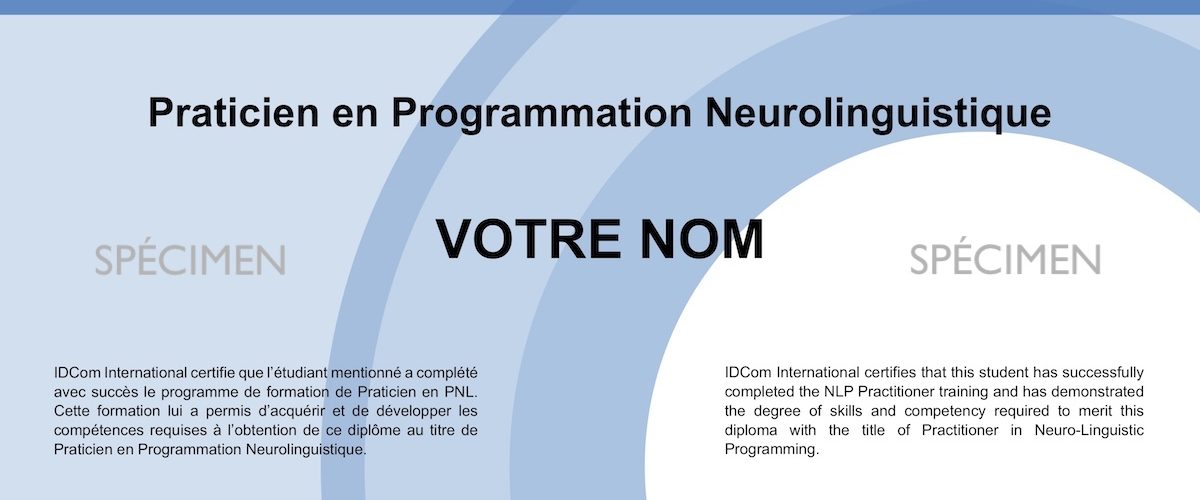 Praticien en Programmation Neurolinguistique
VOTRE NOM
SPÉCIMEN
SPÉCIMEN
IDCom International certifie que l’étudiant mentionné a complété
avec succès le programme de formation de Praticien en PNL.
Cette formation lui a permis d’acquérir et de développer les
compétences requises à l’obtention de ce diplôme au titre de
Praticien en Programmation Neurolinguistique.
IDCom International certifies that this student has successfully
completed the NLP Practitioner training and has demonstrated
the degree of skills and competency required to merit this
diploma with the title of Practitioner in Neuro-Linguistic
Programming.